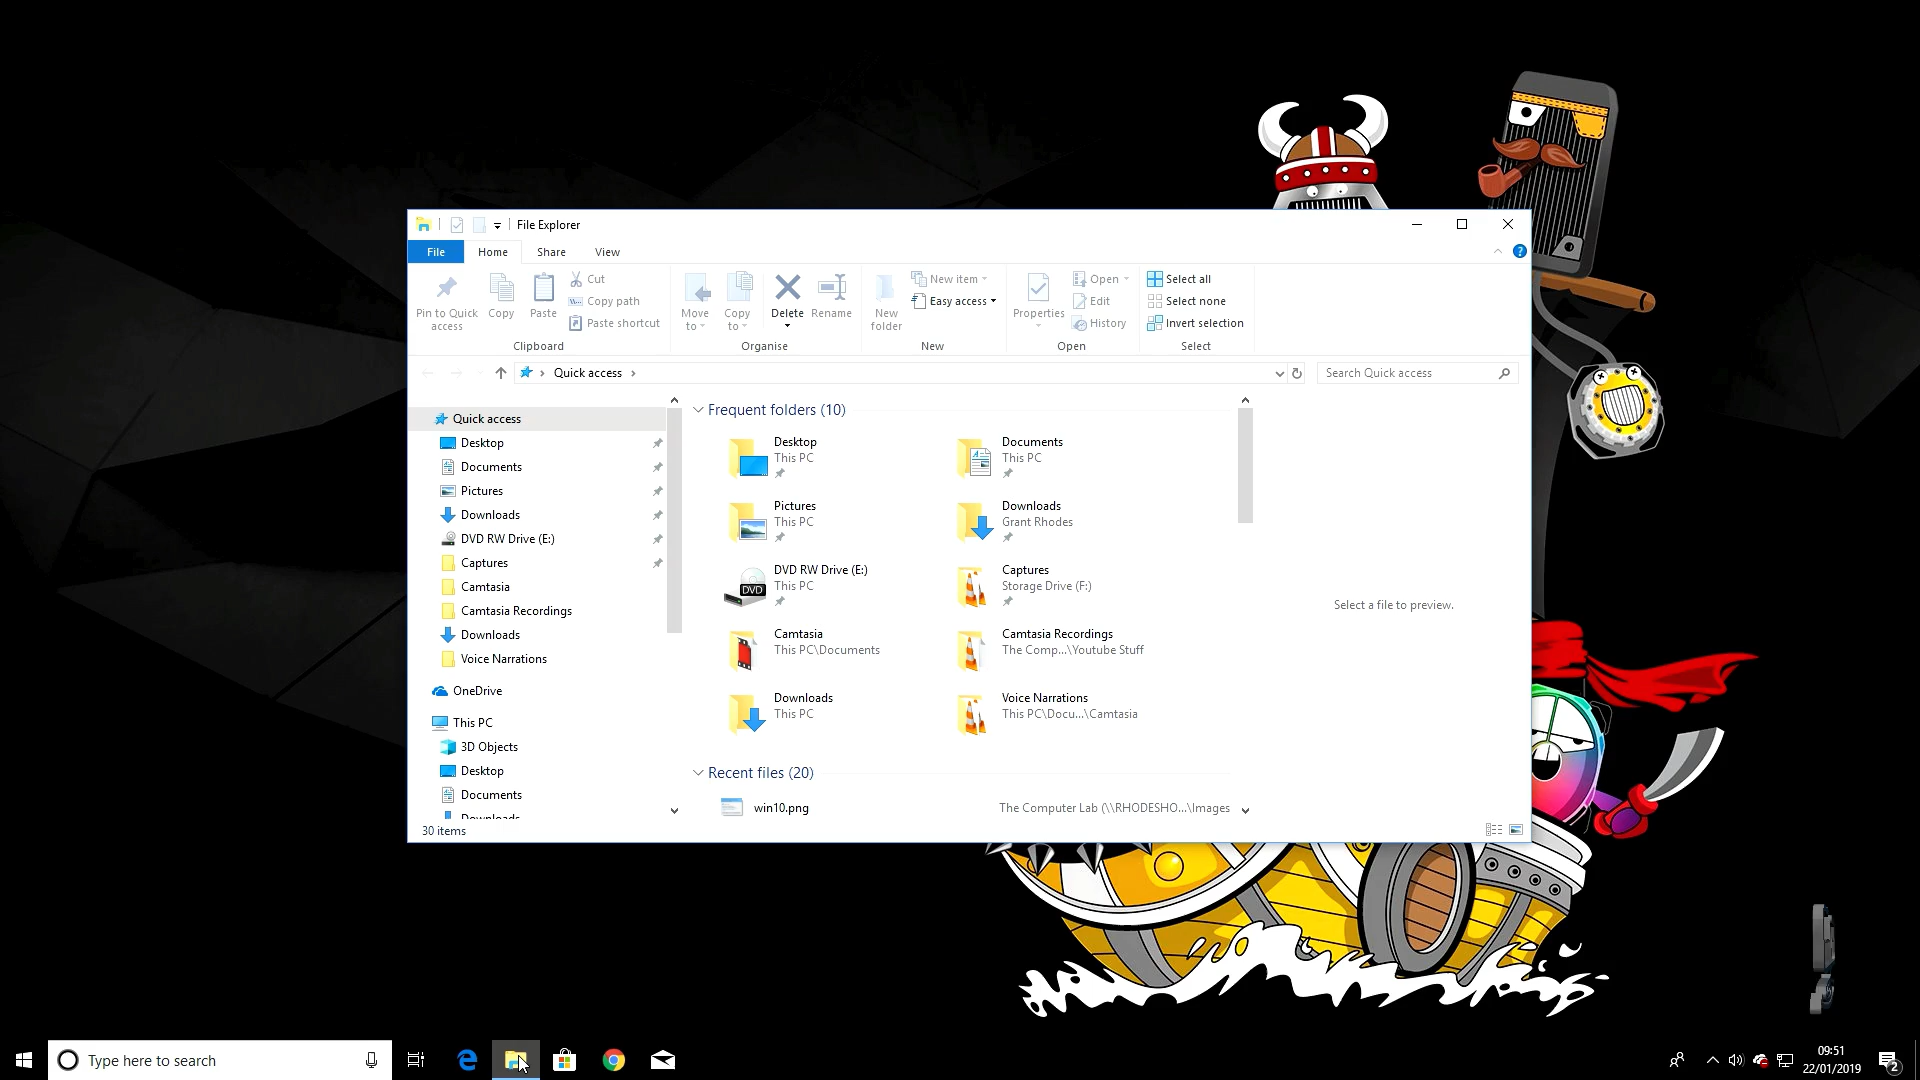 File Explorer
File Home Share View
Pin to Quick access
Copy
Paste
Cut
Copy path
Paste shortcut
Clipboard
Move to
Copy to
Delete
Rename
Organise
New folder
New item
Easy access
New
Properties
Open
Edit
History
Open
Select all
Select none
Invert selection
Select
Quick access
Search Quick access
Quick access
Desktop
Documents
Pictures
Downloads
DVD RW Drive (E:)
Captures
Camtasia
Camtasia Recordings
Downloads
Voice Narrations
OneDrive
This PC
3D Objects
Desktop
Documents
Downloads
30 items
Frequent folders (10)
Desktop
This PC
Documents
This PC
Pictures
This PC
Downloads
Grant Rhodes
DVD
DVD RW Drive (E:)
This PC
Captures
Storage Drive (F:)
Camtasia
This PC\Documents
Camtasia Recordings
The Comp...\Youtube Stuff
Downloads
This PC
Voice Narrations
This PC\Docu...\Camtasia
Recent files (20)
win10.png
The Computer Lab (\\RHODESHO...\Images
Select a file to preview.
Type here to search
09:51
22/01/2019
2